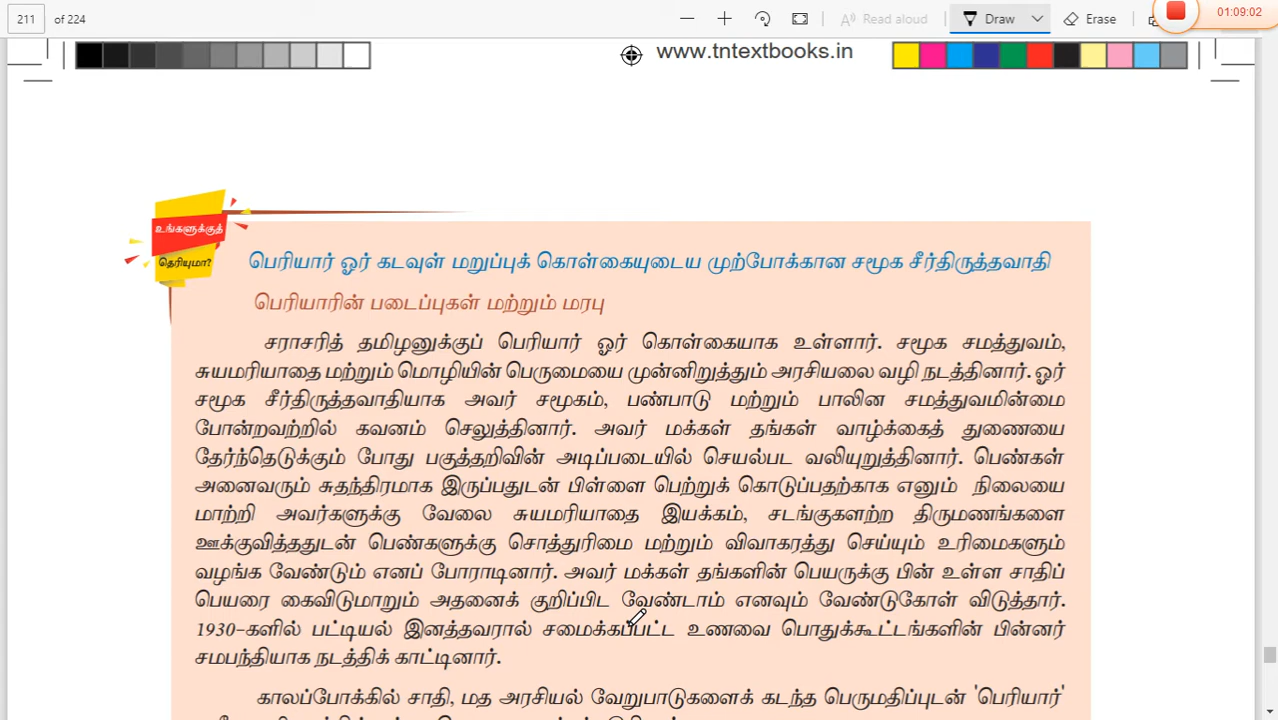 211 of 224
Read aloud
Draw
Erase
01:09:02
www.tntextbooks.in
உங்களுக்குத்
தெரியுமா?
பெரியார் ஓர் கடவுள் மறுப்புக் கொள்கையுடைய முற்போக்கான சமூக சீர்திருத்தவாதி
பெரியாரின் படைப்புகள் மற்றும் மரபு
சராசரித் தமிழனுக்குப் பெரியார் ஓர் கொள்கையாக உள்ளார். சமூக சமத்துவம்,
சுயமரியாதை மற்றும் மொழியின் பெருமையை முன்னிறுத்தும் அரசியலை வழி நடத்தினார். ஓர்
சமூக சீர்திருத்தவாதியாக அவர் சமூகம், பண்பாடு மற்றும் பாலின சமத்துவமின்மை
போன்றவற்றில் கவனம் செலுத்தினார். அவர் மக்கள் தங்கள் வாழ்க்கைத் துணையை
தேர்ந்தெடுக்கும் போது பகுத்தறிவின் அடிப்படையில் செயல்பட வலியுறுத்தினார். பெண்கள்
அனைவரும் சுதந்திரமாக இருப்பதுடன் பிள்ளை பெற்றுக் கொடுப்பதற்காக எனும் நிலையை
மாற்றி அவர்களுக்கு வேலை சுயமரியாதை இயக்கம், சடங்குகளற்ற திருமணங்களை
ஊக்குவித்ததுடன் பெண்களுக்கு சொத்துரிமை மற்றும் விவாகரத்து செய்யும் உரிமைகளும்
வழங்க வேண்டும் எனப் போராடினார். அவர் மக்கள் தங்களின் பெயருக்கு பின் உள்ள சாதிப்
பெயரை கைவிடுமாறும் அதனைக் குறிப்பிட வேண்டாம் எனவும் வேண்டுகோள் விடுத்தார்.
1930-களில் பட்டியல் இனத்தவரால் சமைக்கப்பட்ட உணவை பொதுக்கூட்டங்களின் பின்னர்
சமபந்தியாக நடத்திக் காட்டினார்.
காலப்போக்கில் சாதி, மத அரசியல் வேறுபாடுகளைக் கடந்த பெருமதிப்புடன் 'பெரியார்'